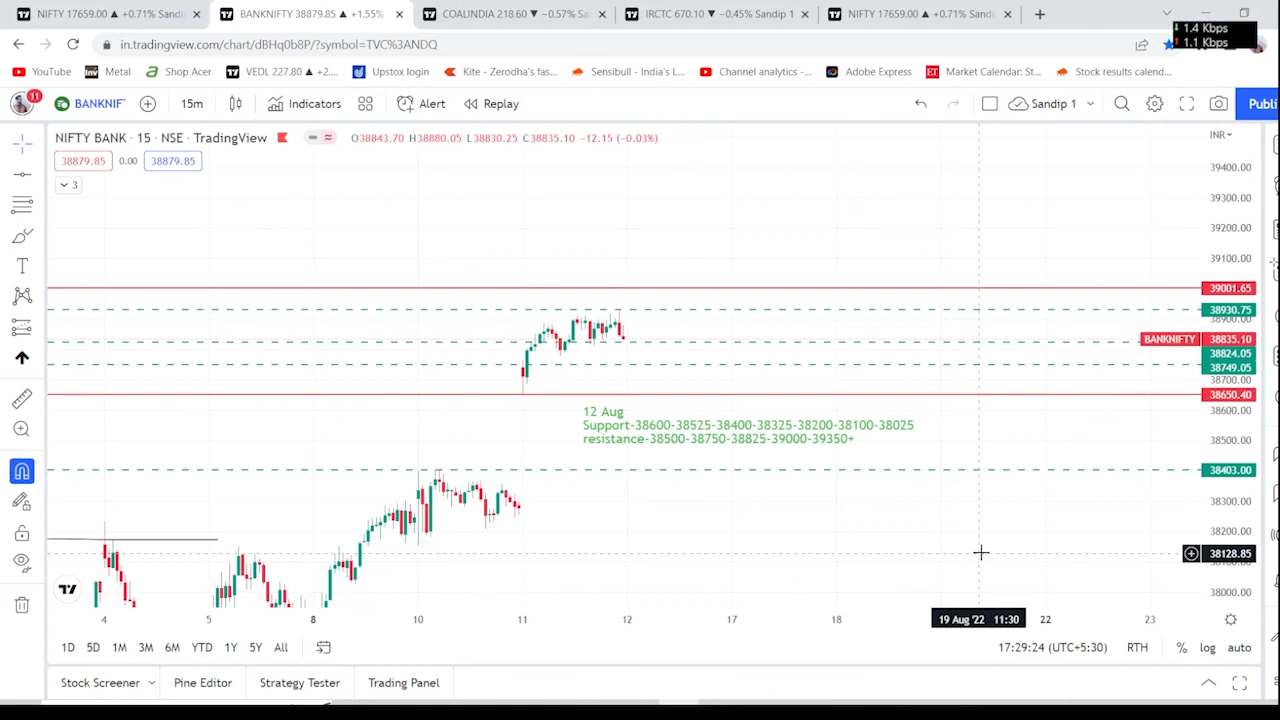 NIFTY 17659.00 ▲ +0.71% Sandi
BANKNIFTY 38879.85 ▲ +1.55%
COALINDIA 218.60 ▼ −0.57% Sa
IRCTC 670.10 ▼ −0.45% Sandip 1
NIFTY 17659.00 ▲ +0.71% Sandi
1.4 Kbps
1.1 Kbps
in.tradingview.com/chart/dBHq0b8P/?symbol=TVC%3ANDQ
YouTube
Inv Metal
Shop Acer
VEDL 227.80 ▲ +2....
Upstox login
Kite - Zerodha's fas...
Sensibull - India's L...
Channel analytics -...
Adobe Express
ET Market Calendar: St...
Stock results calend...
11
BANKNIF
15m
Indicators
Alert
Replay
Sandip 1
Publi
NIFTY BANK · 15 · NSE · TradingView
O38843.70 H38880.05 L38830.25 C38835.10 −12.15 (−0.03%)
INR
38879.85 0.00 38879.85
3
39400.00
39300.00
39200.00
39100.00
39001.65
38930.75
38900.00
BANKNIFTY 38835.10
38824.05
38749.05
38700.00
38650.40
38600.00
12 Aug
Support-38600-38525-38400-38325-38200-38100-38025
resistance-38500-38750-38825-39000-39350+
38500.00
38403.00
38300.00
38200.00
38128.85
38000.00
4 5 8 10 11 12 17 18 19 Aug '22 11:30 22 23
1D 5D 1M 3M 6M YTD 1Y 5Y All
17:29:24 (UTC+5:30) RTH % log auto
Stock Screener Pine Editor Strategy Tester Trading Panel